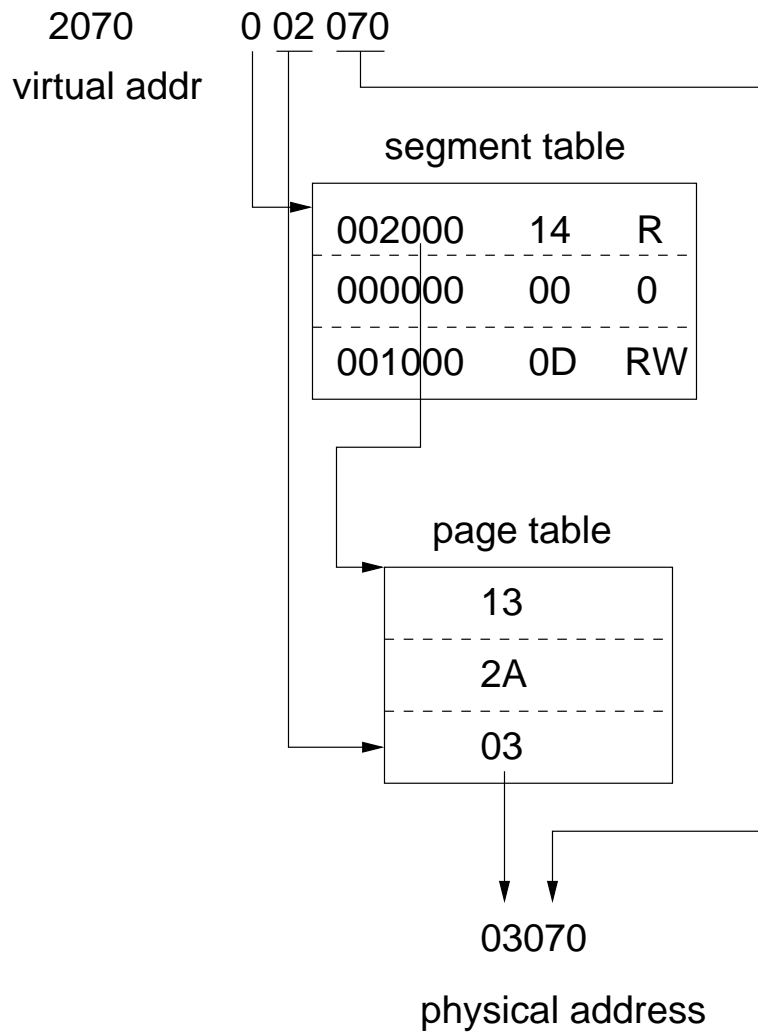 2070 0 02 070
virtual addr
segment table
002000 14 R
000000 00 0
001000 0D RW
page table
13
2A
03
03070
physical address